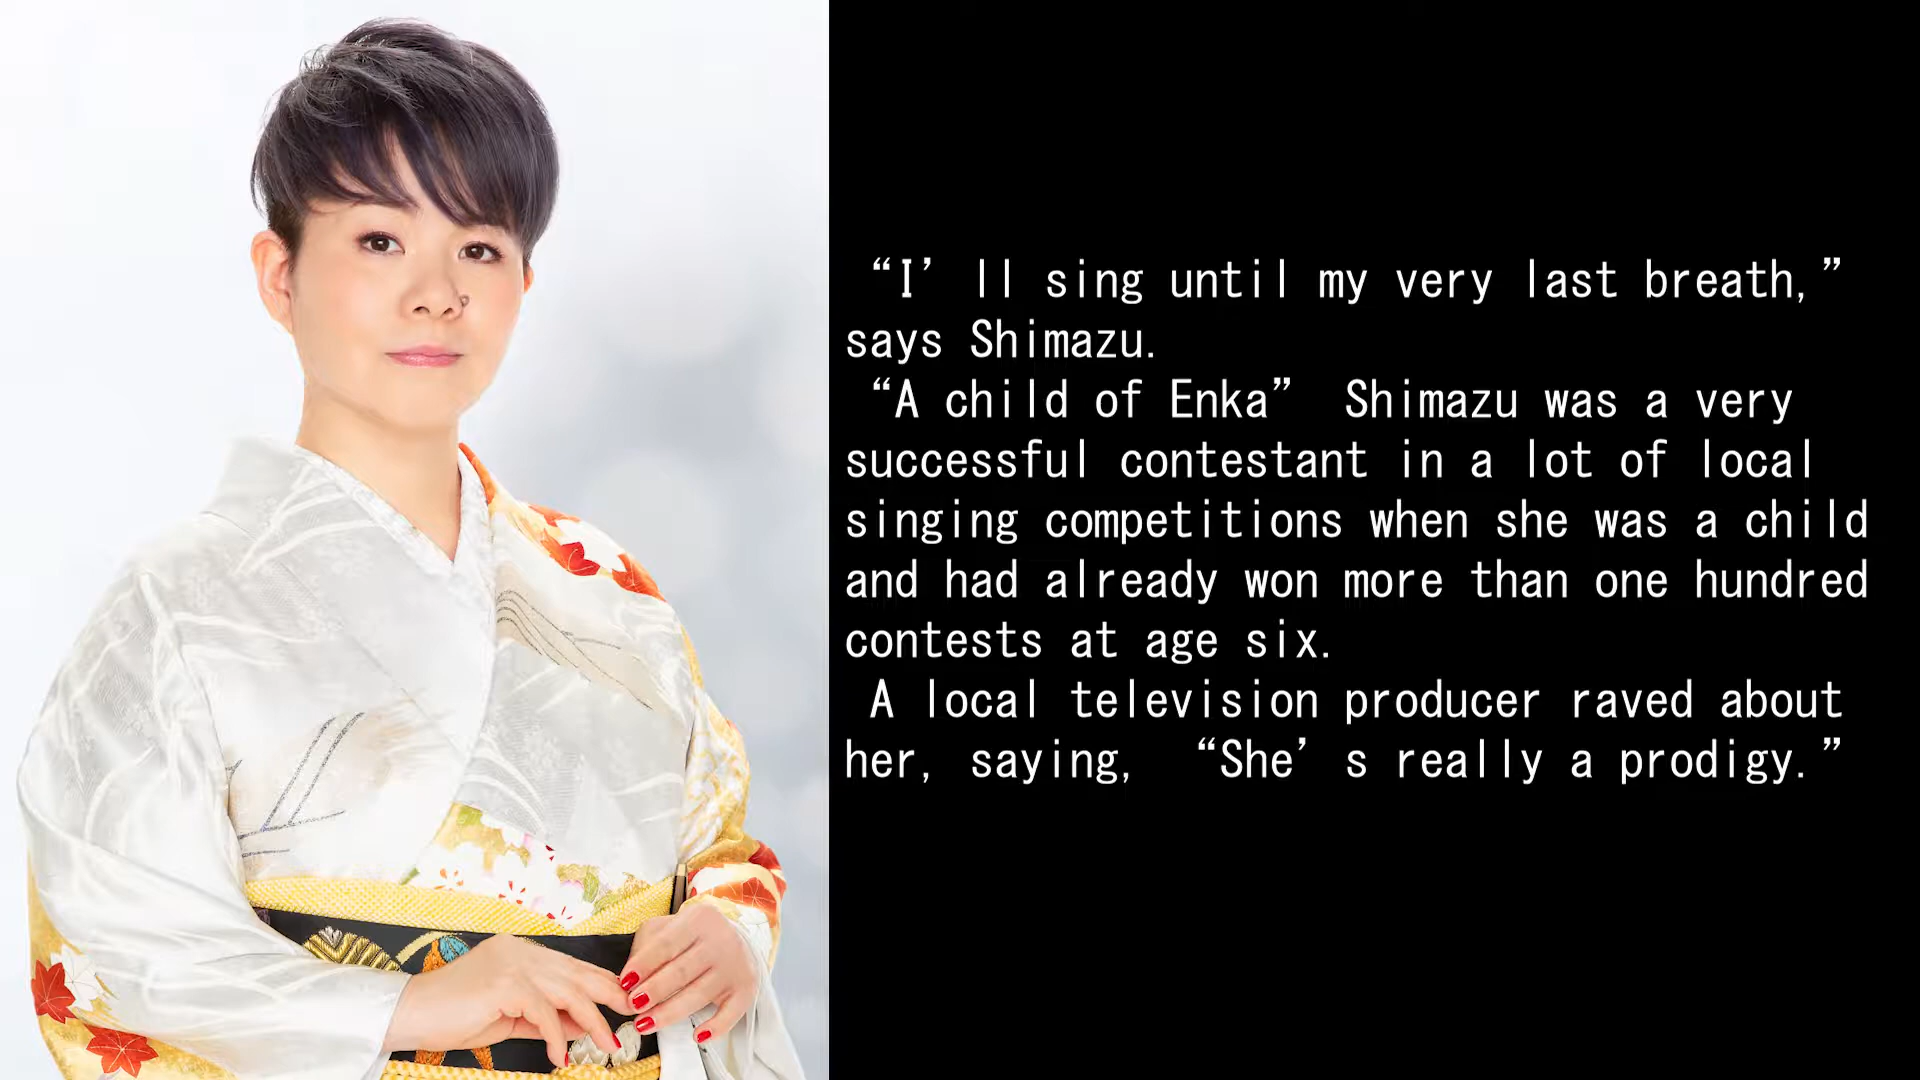 “I’ll sing until my very last breath,”
says Shimazu.
“A child of Enka” Shimazu was a very
successful contestant in a lot of local
singing competitions when she was a child
and had already won more than one hundred
contests at age six.
A local television producer raved about
her, saying, “She’s really a prodigy.”